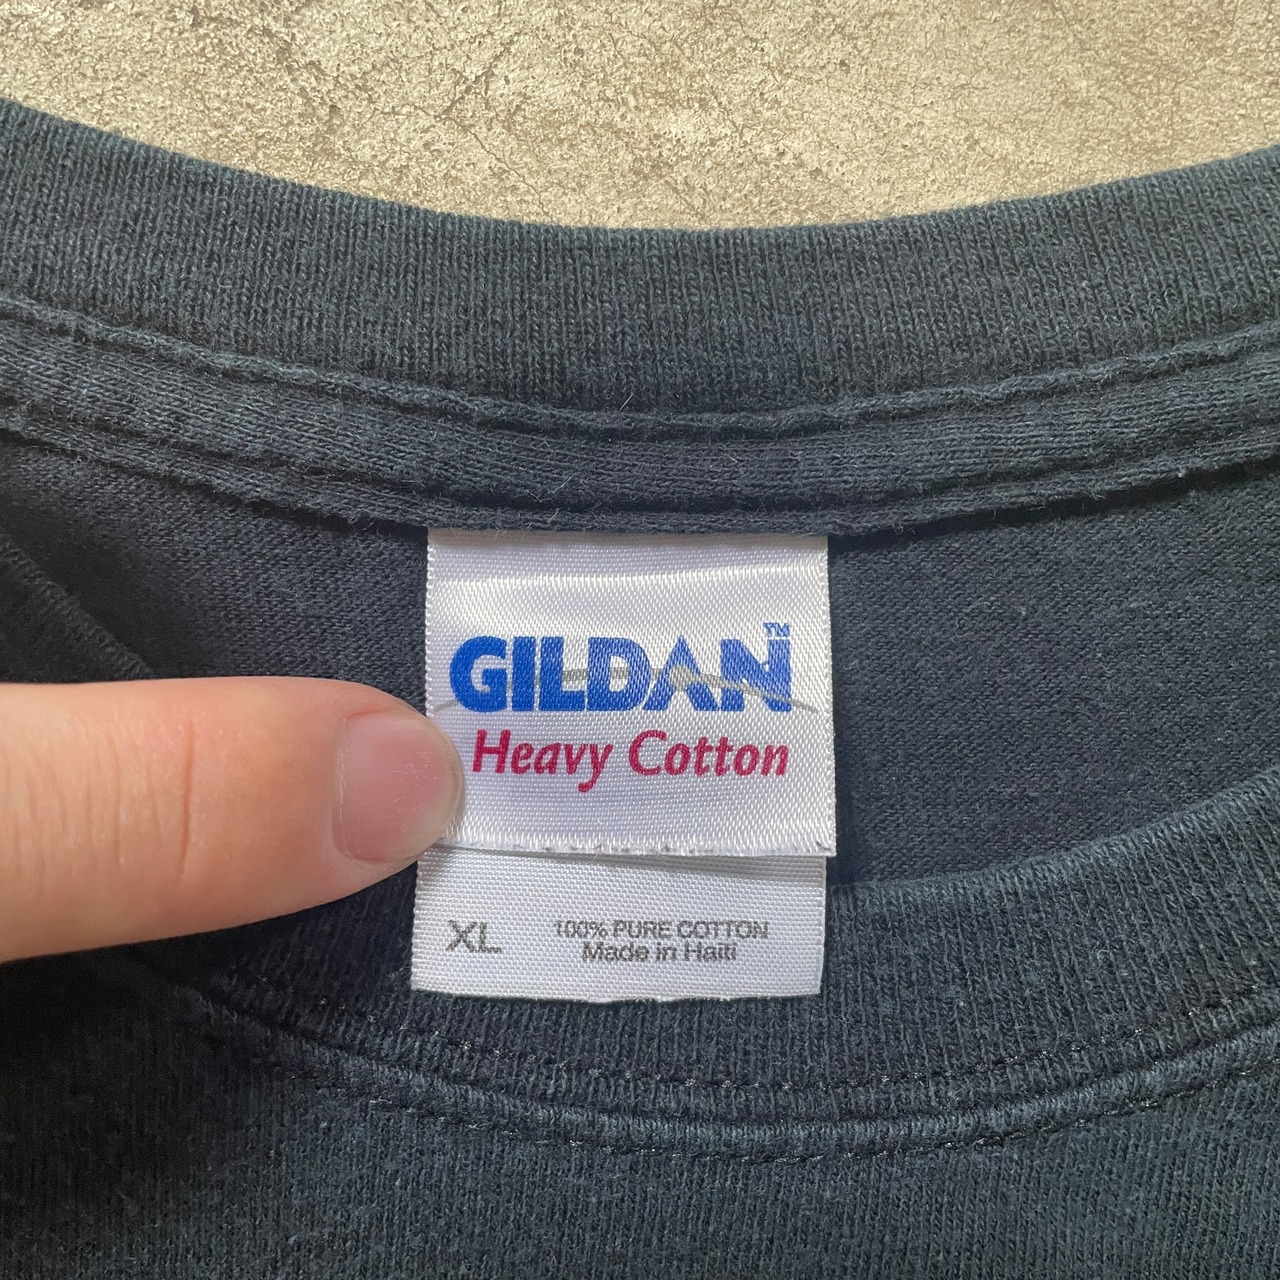 GILDAN™
Heavy Cotton
XL
100% PURE COTTON
Made in Haiti